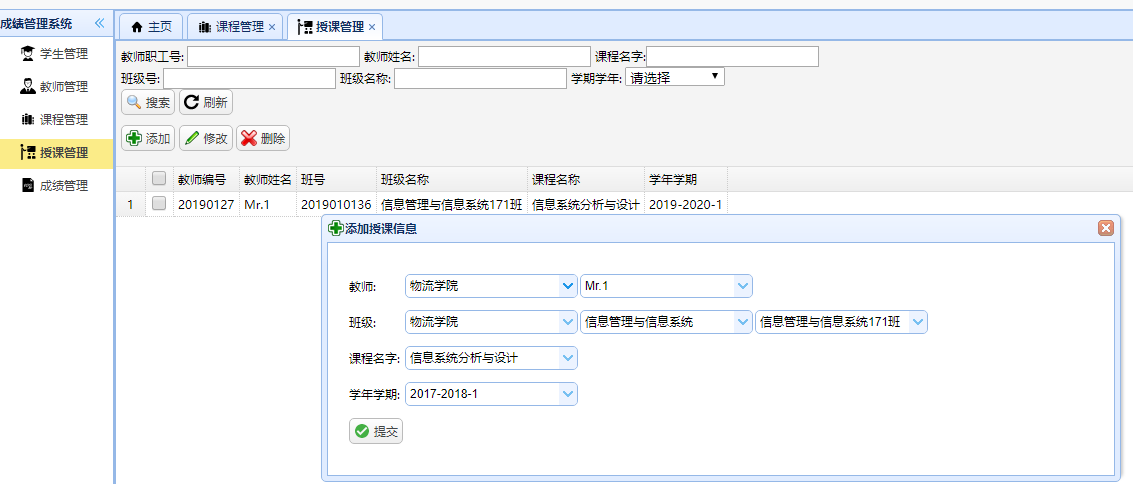 成绩管理系统
主页 课程管理 授课管理
学生管理
教师管理
课程管理
授课管理
成绩管理
教师职工号: 教师姓名: 课程名字:
班级号: 班级名称: 学期学年: 请选择
搜索 刷新
添加 修改 删除
教师编号 教师姓名 班号 班级名称 课程名称 学年学期
1 20190127 Mr.1 2019010136 信息管理与信息系统171班 信息系统分析与设计 2019-2020-1
添加授课信息
教师: 物流学院 Mr.1
班级: 物流学院 信息管理与信息系统 信息管理与信息系统171班
课程名字: 信息系统分析与设计
学年学期: 2017-2018-1
提交